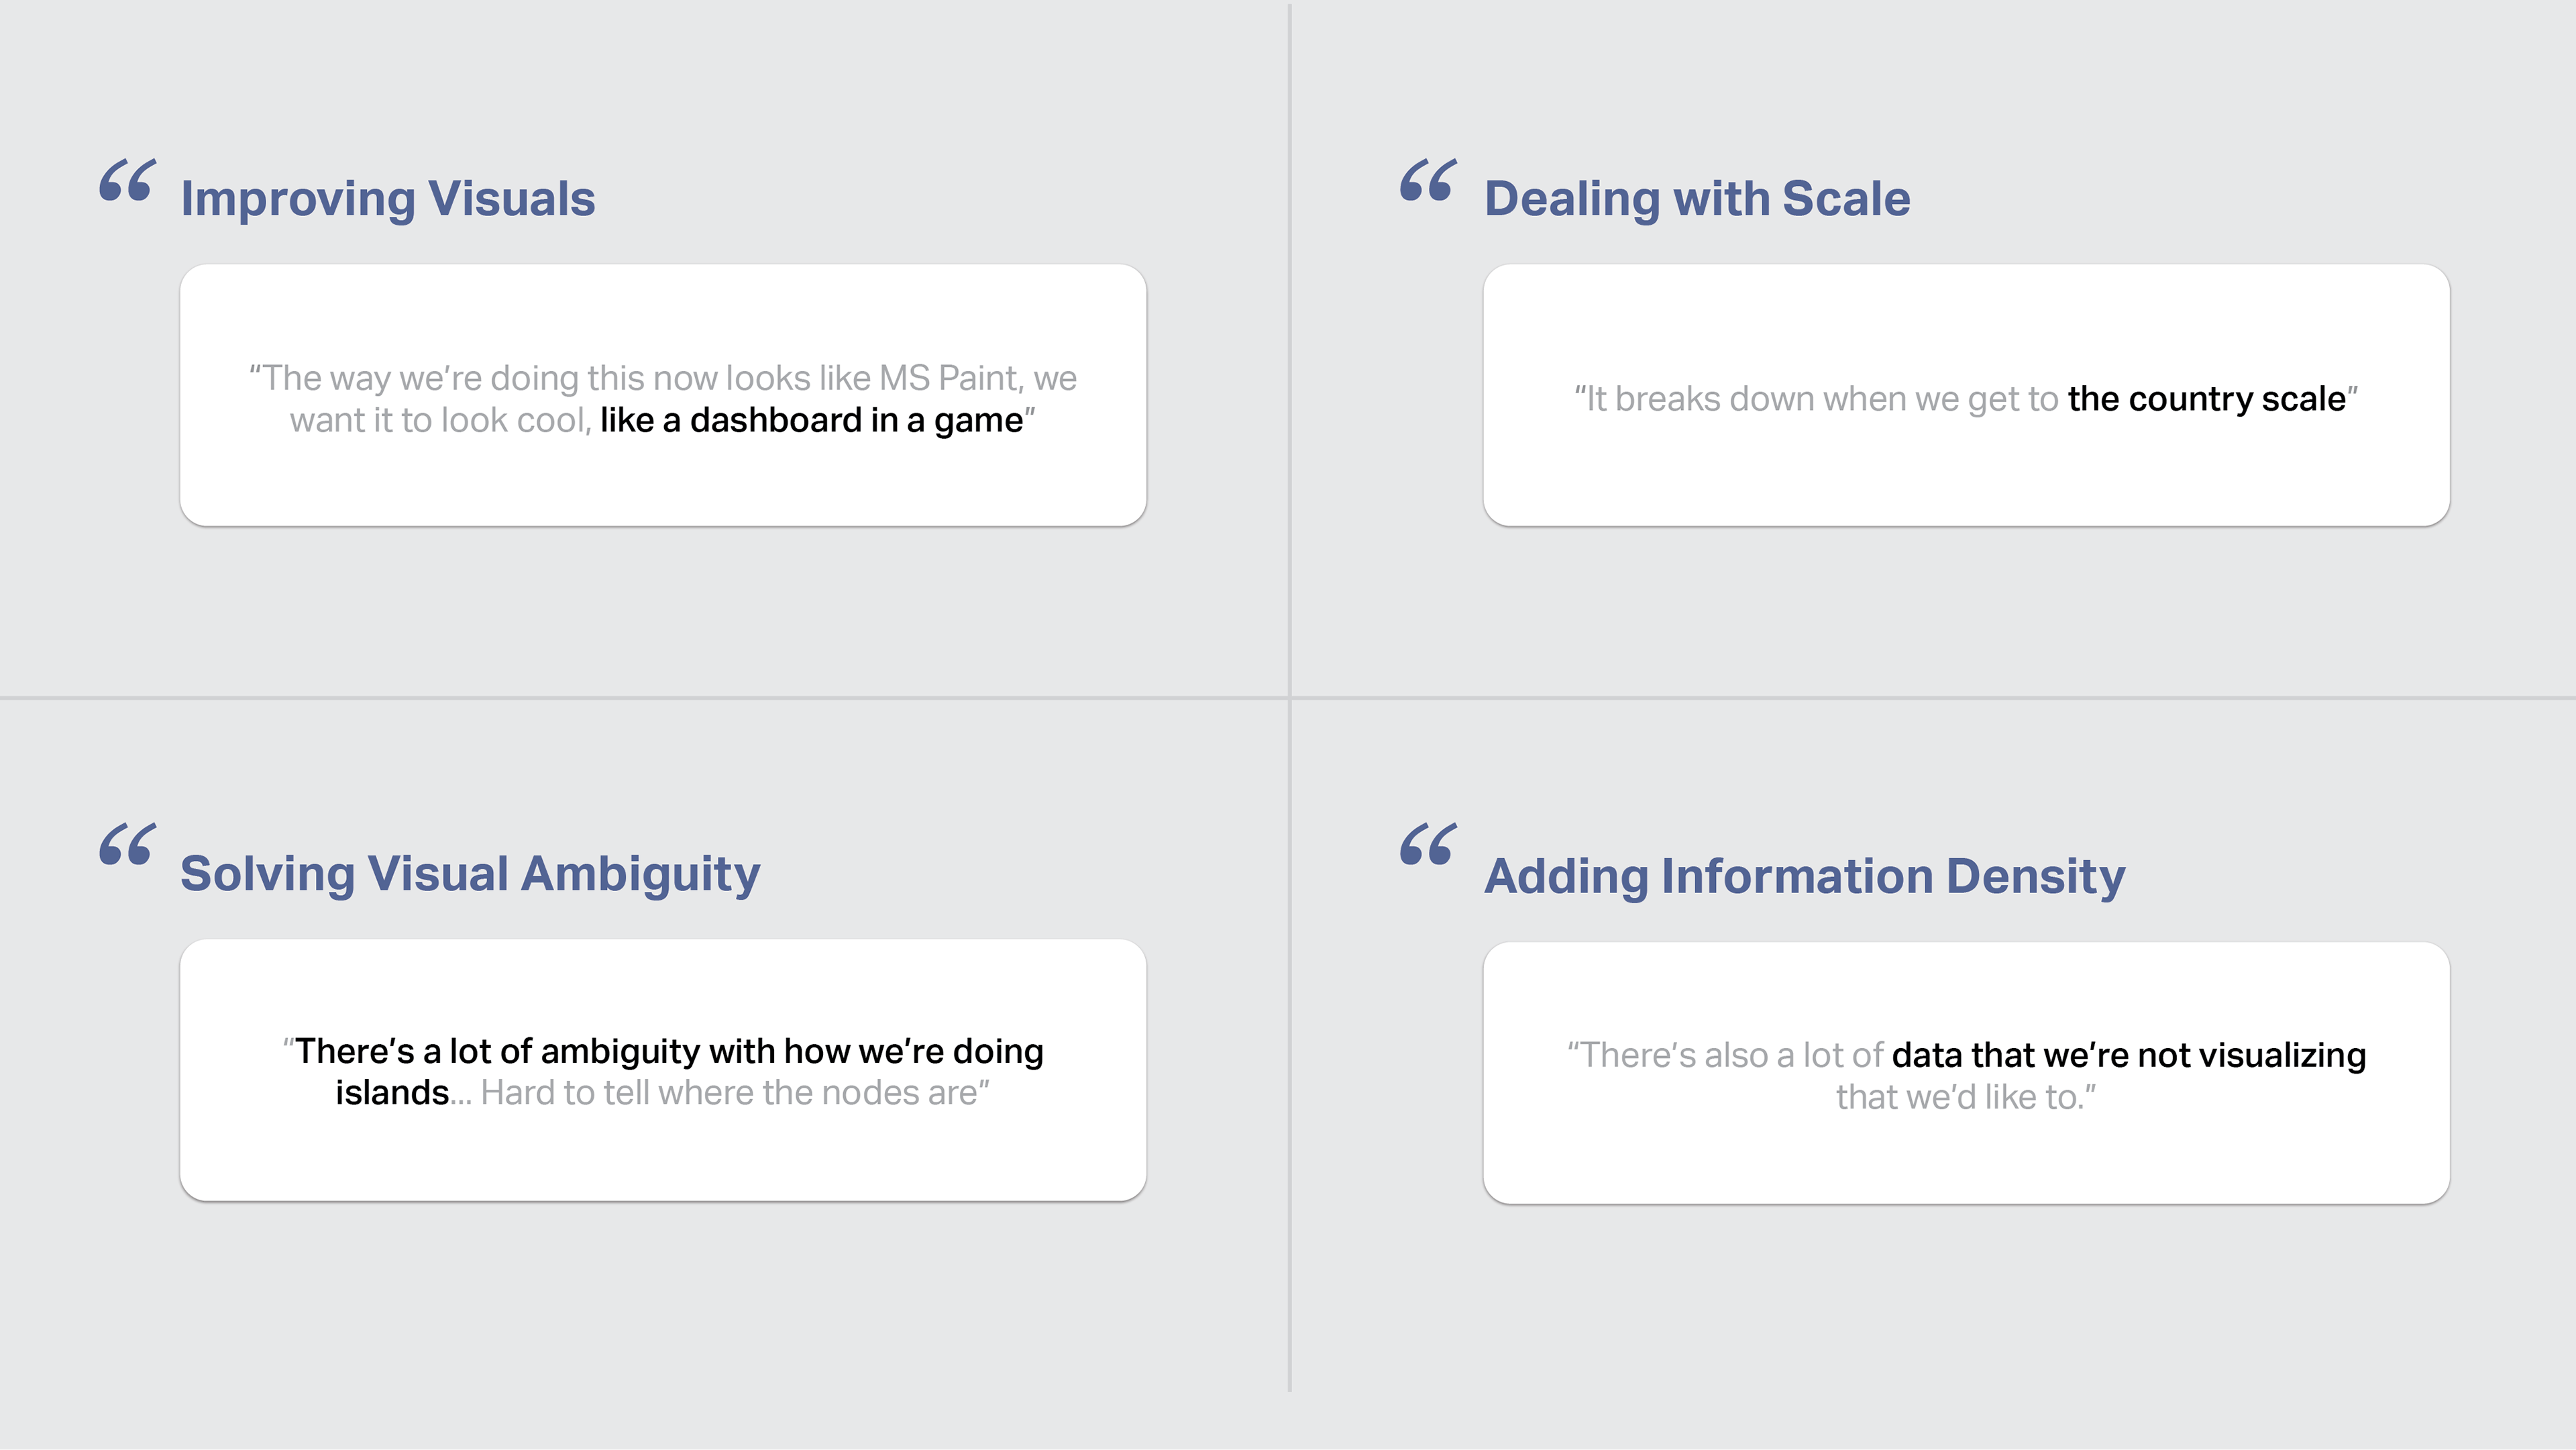 “ Improving Visuals
“The way we’re doing this now looks like MS Paint, we
want it to look cool, like a dashboard in a game”
“ Dealing with Scale
“It breaks down when we get to the country scale”
“ Solving Visual Ambiguity
“There’s a lot of ambiguity with how we’re doing
islands... Hard to tell where the nodes are”
“ Adding Information Density
“There’s also a lot of data that we’re not visualizing
that we’d like to.”